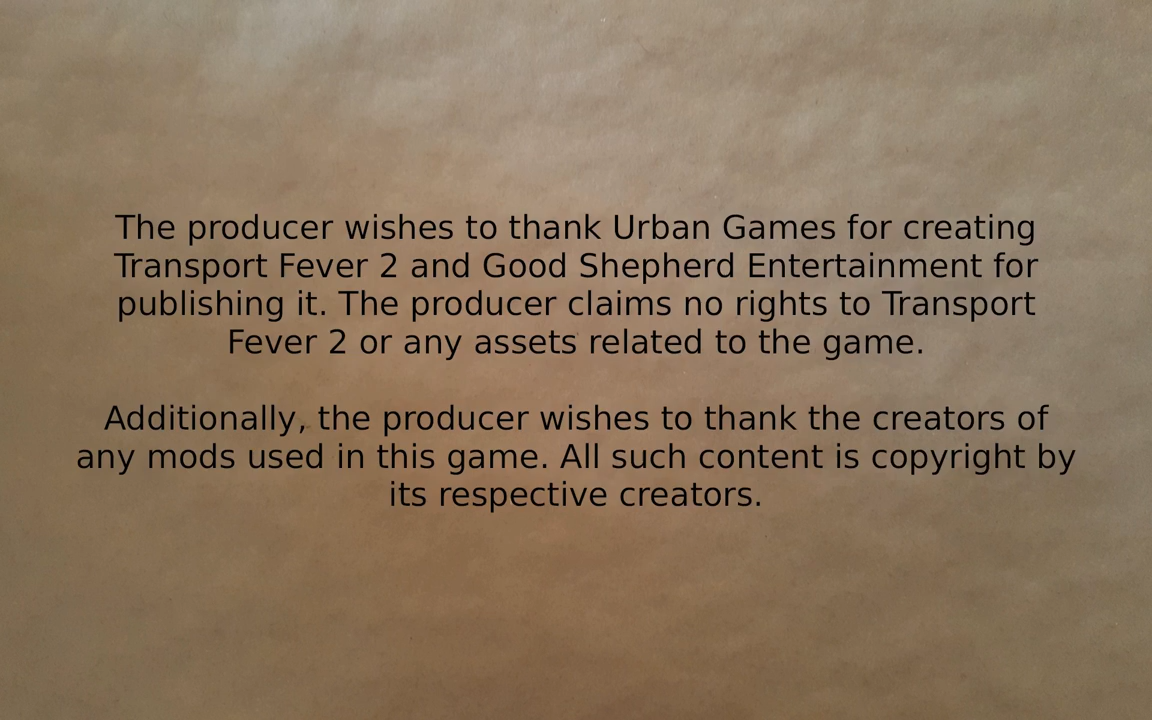 The producer wishes to thank Urban Games for creating
Transport Fever 2 and Good Shepherd Entertainment for
publishing it. The producer claims no rights to Transport
Fever 2 or any assets related to the game.
Additionally, the producer wishes to thank the creators of
any mods used in this game. All such content is copyright by
its respective creators.